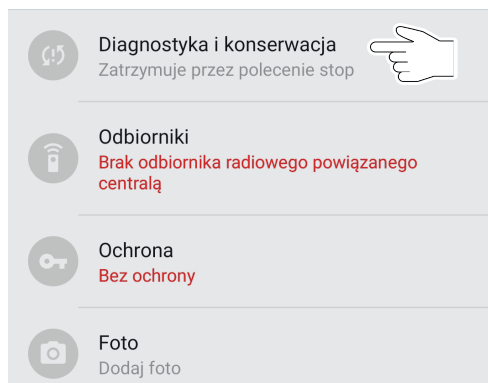 Diagnostyka i konserwacja
Zatrzymuje przez polecenie stop
Odbiorniki
Brak odbiornika radiowego powiązanego
centralą
Ochrona
Bez ochrony
Foto
Dodaj foto